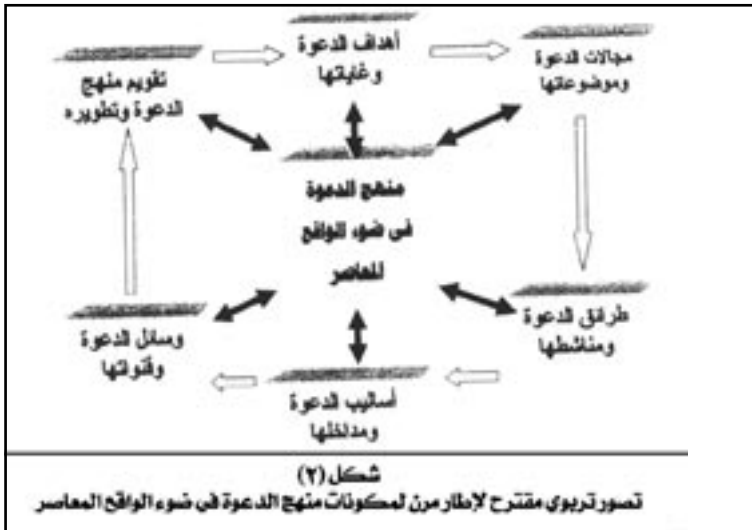 أهداف الدعوة
وغاياتها
مجالات الدعوة
وموضوعاتها
تقويم منهج
الدعوة وتطويره
منهج الدعوة
فى ضوء الواقع
المعاصر
طرائق الدعوة
ومناشطها
وسائل الدعوة
وقنواتها
أساليب الدعوة
ومداخلها
شكل (٢)
تصور تربوي مقترح لإطار مرن لمكونات منهج الدعوة فى ضوء الواقع المعاصر